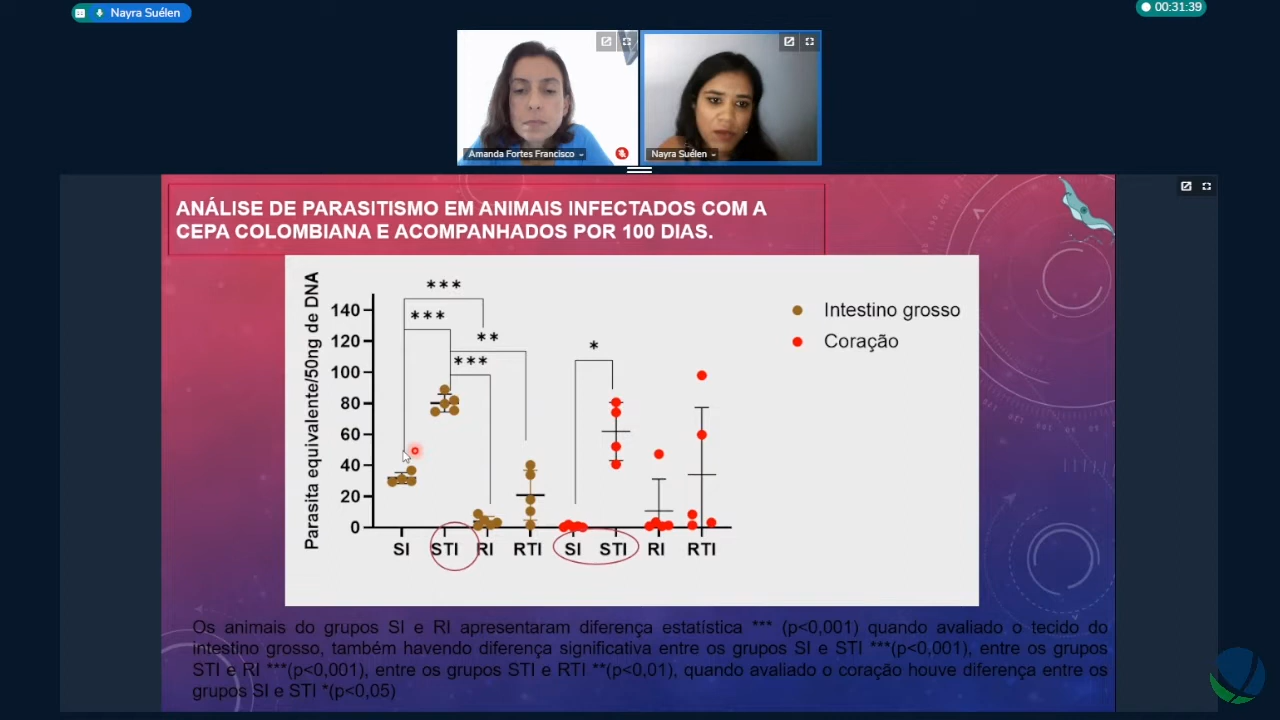 Nayra Suélen
00:31:39
Amanda Fortes Francisco
Nayra Suélen
ANÁLISE DE PARASITISMO EM ANIMAIS INFECTADOS COM A
CEPA COLOMBIANA E ACOMPANHADOS POR 100 DIAS.
Parasita equivalente/50ng de DNA
140
120
100
80
60
40
20
0
***
***
**
***
*
SI STI RI RTI SI STI RI RTI
Intestino grosso
Coração
Os animais do grupos SI e RI apresentaram diferença estatística *** (p<0,001) quando avaliado o tecido do
intestino grosso, também havendo diferença significativa entre os grupos SI e STI ***(p<0,001), entre os grupos
STI e RI ***(p<0,001), entre os grupos STI e RTI **(p<0,01), quando avaliado o coração houve diferença entre os
grupos SI e STI *(p<0,05)